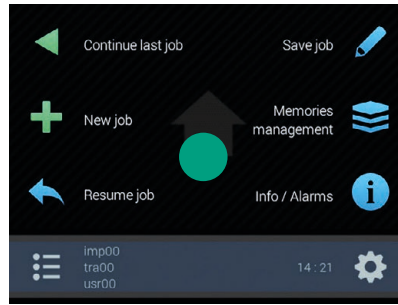 Continue last job
Save job
New job
Memories
management
Resume job
Info / Alarms
i
imp00
tra00
usr00
14:21